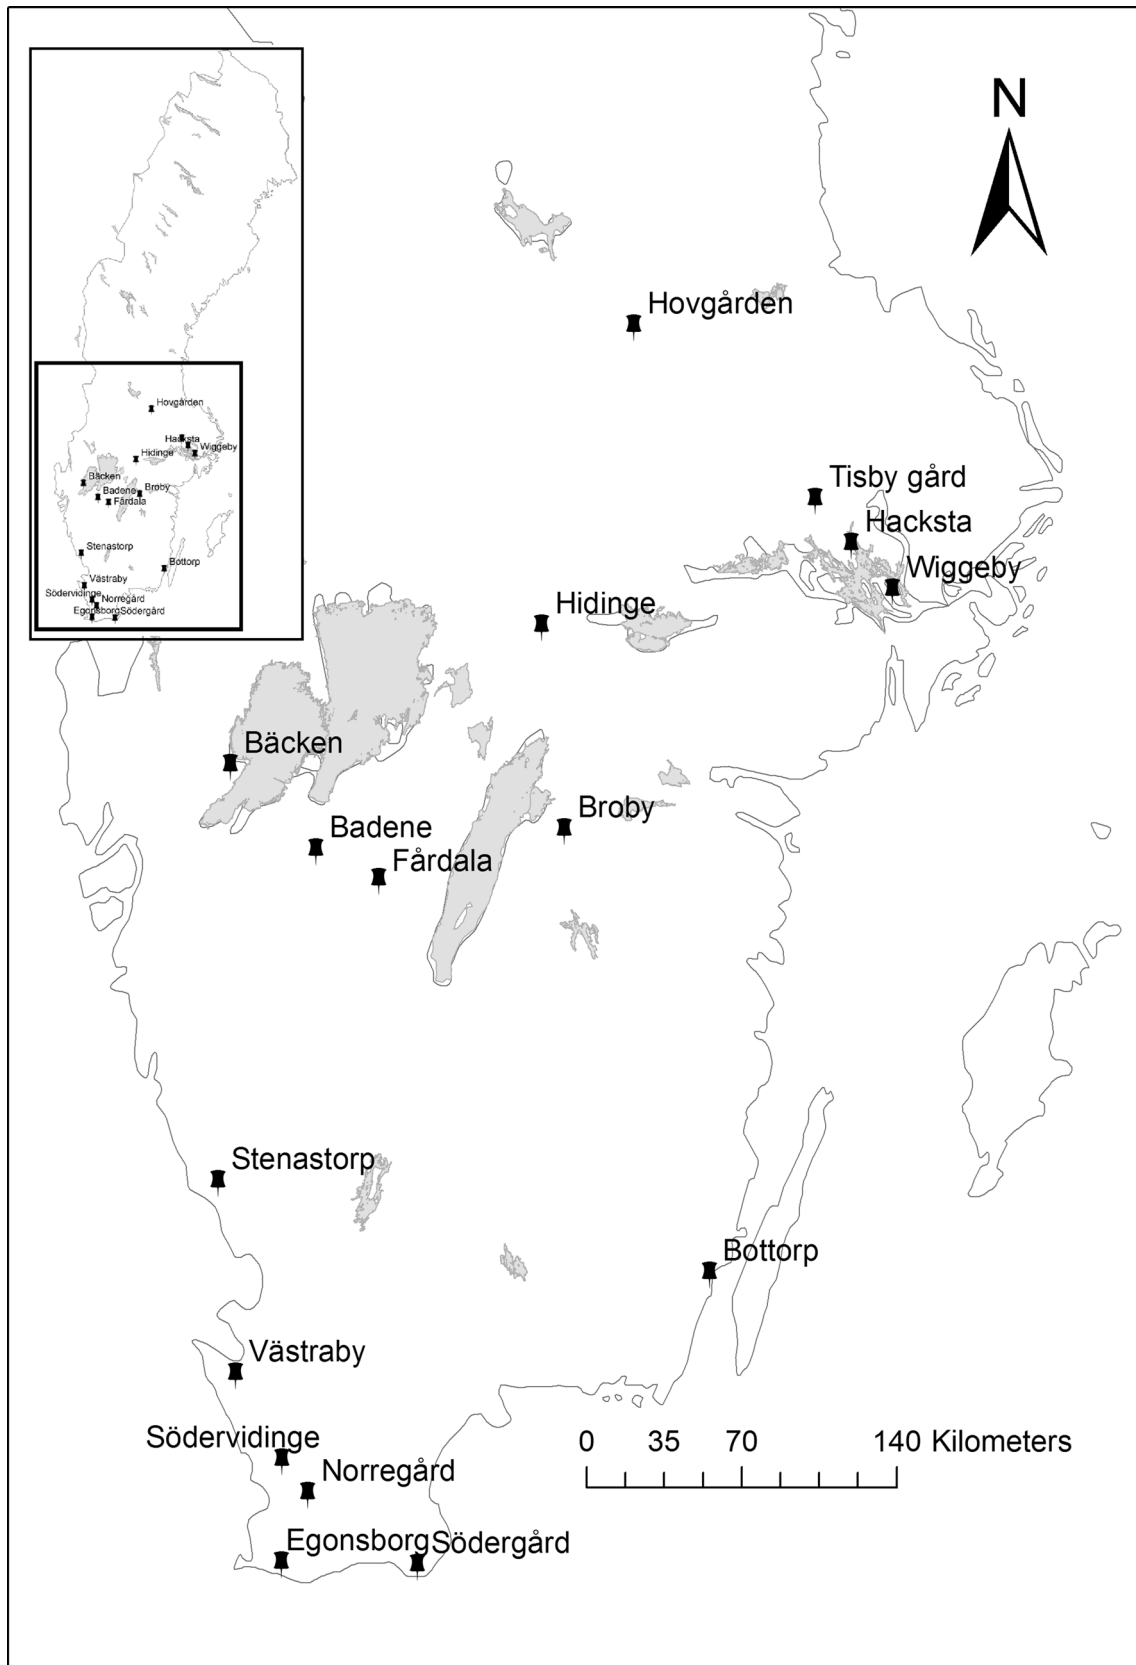 N
Hovgården
Hovgården
Hacksta
Wiggeby
Hidinge
Bäcken
Badene
Broby
Fårdala
Stenastorp
Bottorp
Västraby
Södervidinge
Norregård
Egonsborg
Södergård
Tisby gård
Hacksta
Wiggeby
Hidinge
Bäcken
Broby
Badene
Fårdala
Stenastorp
Bottorp
Västraby
Södervidinge
0 35 70 140 Kilometers
Norregård
Egonsborg
Södergård